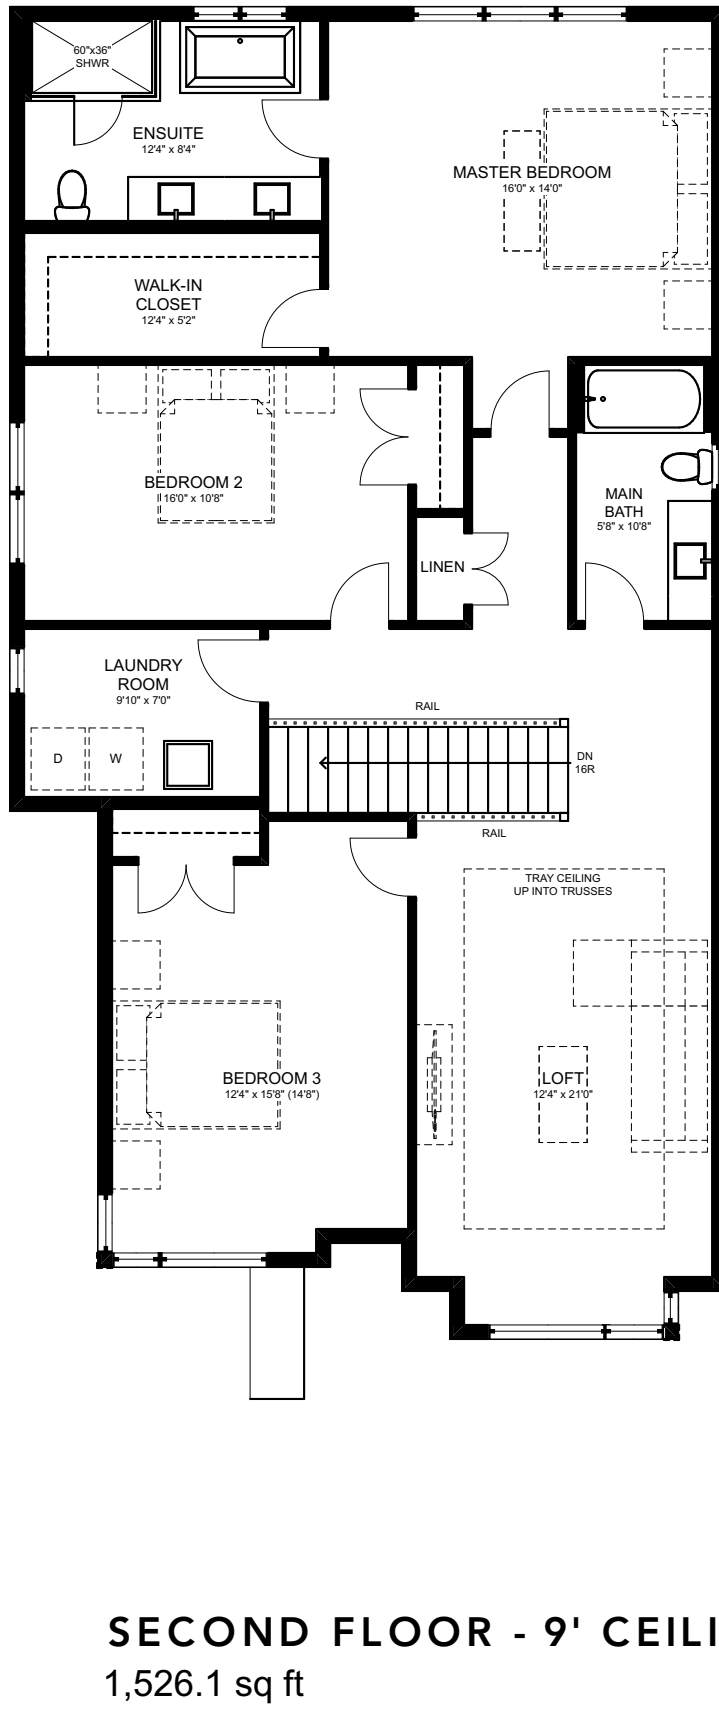 60"x36"
SHWR
ENSUITE
12'4" x 8'4"
MASTER BEDROOM
16'0" x 14'0"
WALK-IN
CLOSET
12'4" x 5'2"
BEDROOM 2
16'0" x 10'8"
MAIN
BATH
5'8" x 10'8"
LINEN
LAUNDRY
ROOM
9'10" x 7'0"
D
W
RAIL
DN
16R
RAIL
TRAY CEILING
UP INTO TRUSSES
BEDROOM 3
12'4" x 15'8" (14'8")
LOFT
12'4" x 21'0"
SECOND FLOOR - 9' CEILI
1,526.1 sq ft